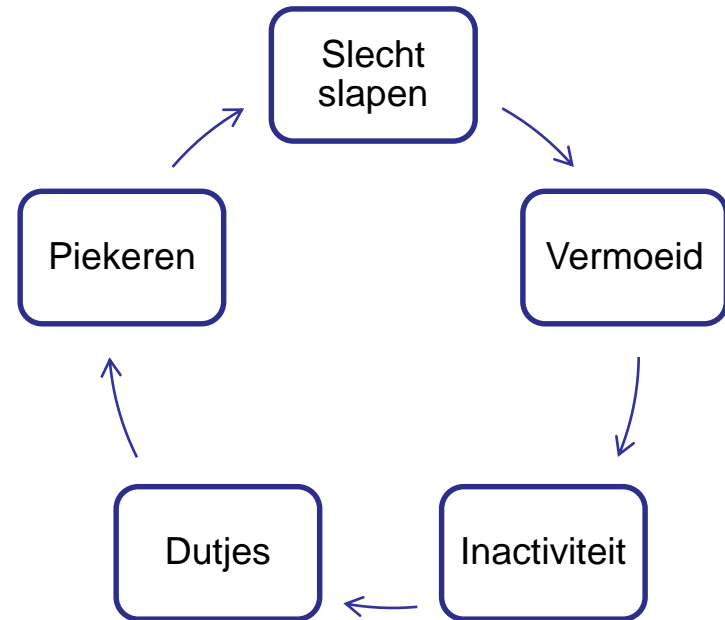 Slecht
slapen
Vermoeid
Inactiviteit
Dutjes
Piekeren